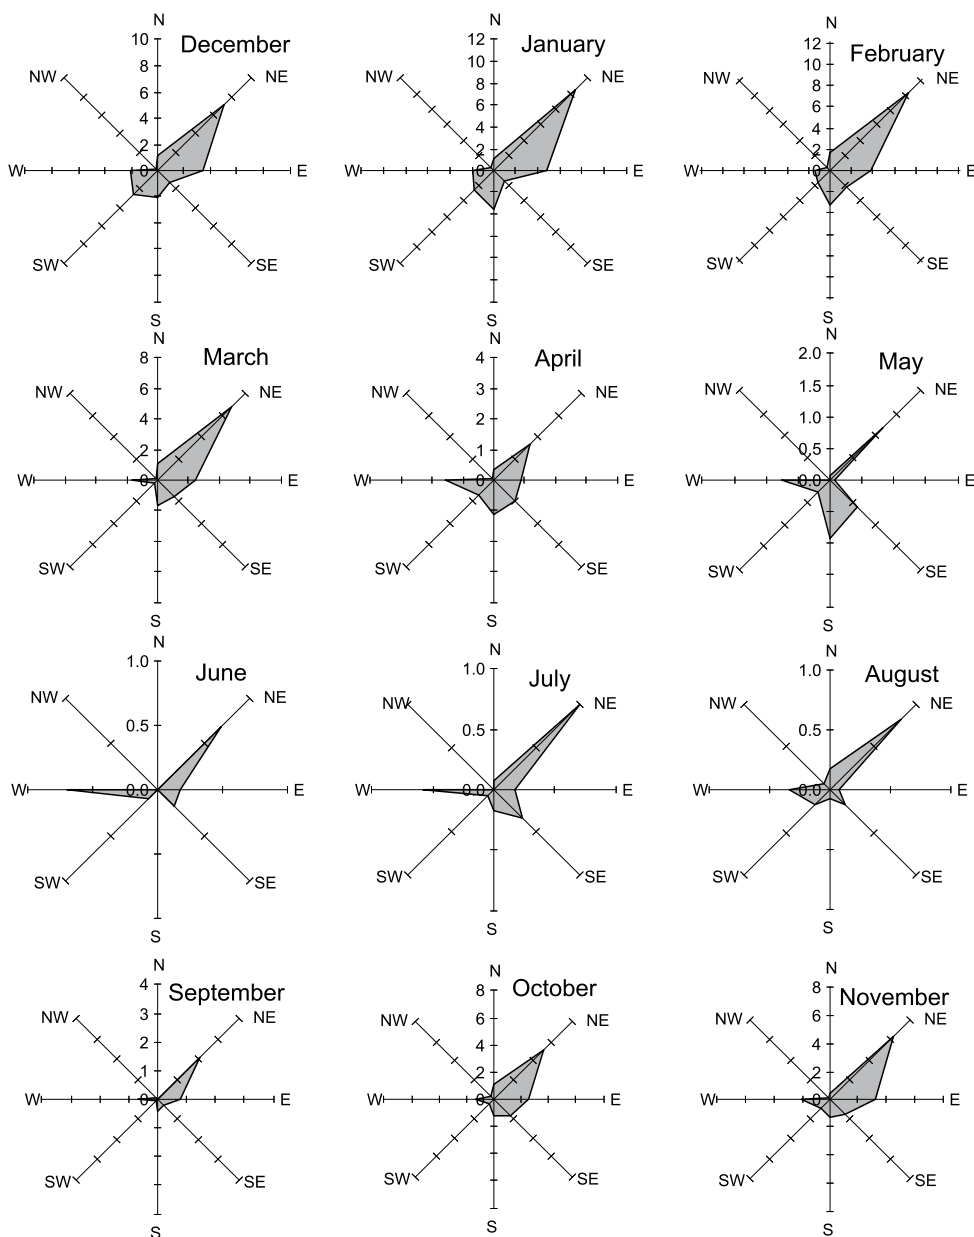 N
10
8
6
4
2
0
December
NW
NE
W
E
SW
SE
S
N
12
10
8
6
4
2
0
January
NW
NE
W
E
SW
SE
S
N
12
10
8
6
4
2
0
February
NW
NE
W
E
SW
SE
S
N
8
6
4
2
0
March
NW
NE
W
E
SW
SE
S
N
4
3
2
1
0
April
NW
NE
W
E
SW
SE
S
N
2.0
1.5
1.0
0.5
0.0
May
NW
NE
W
E
SW
SE
S
N
1.0
0.5
0.0
June
NW
NE
W
E
SW
SE
S
N
1.0
0.5
0.0
July
NW
NE
W
E
SW
SE
S
N
1.0
0.5
0.0
August
NW
NE
W
E
SW
SE
S
N
4
3
2
1
0
September
NW
NE
W
E
SW
SE
S
N
8
6
4
2
0
October
NW
NE
W
E
SW
SE
S
N
8
6
4
2
0
November
NW
NE
W
E
SW
SE
S